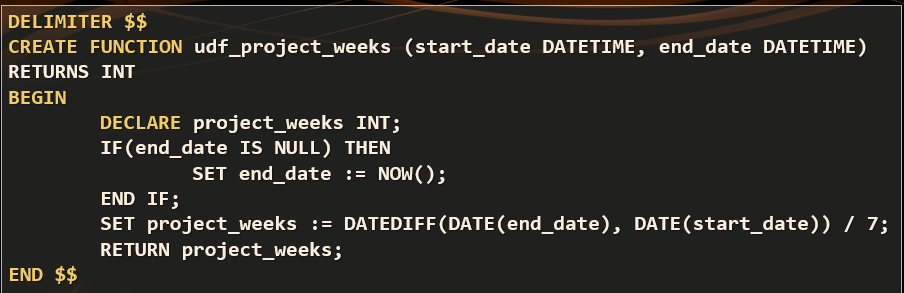 DELIMITER $$
CREATE FUNCTION udf_project_weeks (start_date DATETIME, end_date DATETIME)
RETURNS INT
BEGIN
DECLARE project_weeks INT;
IF(end_date IS NULL) THEN
SET end_date := NOW();
END IF;
SET project_weeks := DATEDIFF(DATE(end_date), DATE(start_date)) / 7;
RETURN project_weeks;
END $$